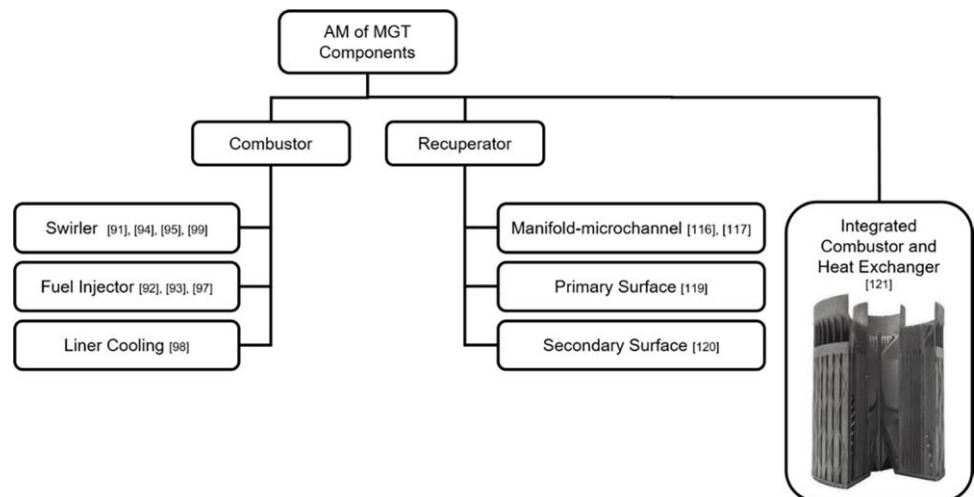 AM of MGT
Components
Combustor
Recuperator
Swirler [91], [94], [95], [99]
Manifold-microchannel [116], [117]
Integrated
Combustor and
Heat Exchanger
[121]
Fuel Injector [92], [93], [97]
Primary Surface [119]
Liner Cooling [98]
Secondary Surface [120]